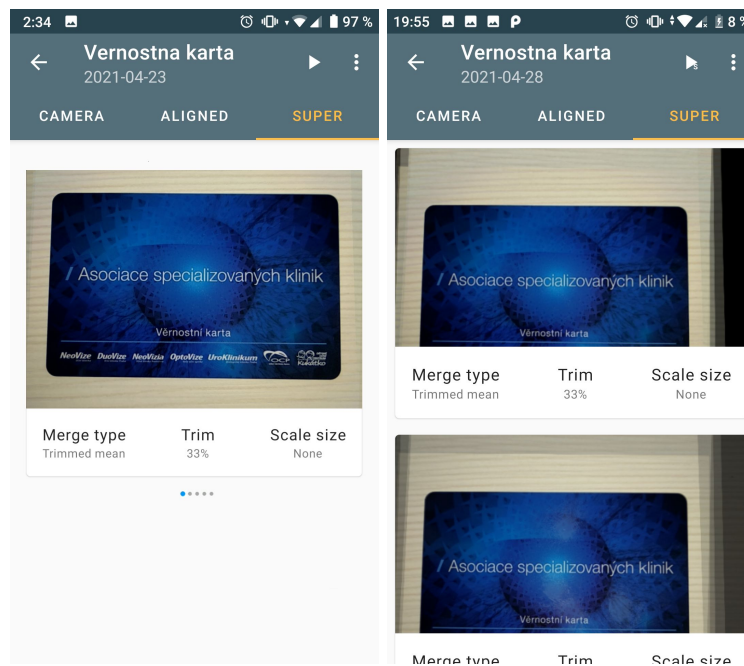 2:34
97 %
Vernostna karta
2021-04-23
CAMERA ALIGNED SUPER
/ Asociace specializovaných klinik
Věrnostní karta
NeoVize DuoVize NeoVízia OptoVize UroKlinikum OCP
Merge type Trim Scale size
Trimmed mean 33% None
19:55
8 %
Vernostna karta
2021-04-28
CAMERA ALIGNED SUPER
/ Asociace specializovaných klinik
Věrnostní karta
Merge type Trim Scale size
Trimmed mean 33% None
/ Asociace specializovaných klinik
Věrnostní karta
Merge type Trim Scale size